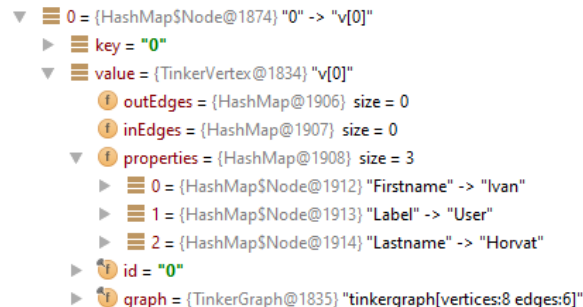 0 = {HashMap$Node@1874} "0" -> "v[0]"
key = "0"
value = {TinkerVertex@1834} "v[0]"
f outEdges = {HashMap@1906} size = 0
f inEdges = {HashMap@1907} size = 0
f properties = {HashMap@1908} size = 3
0 = {HashMap$Node@1912} "Firstname" -> "Ivan"
1 = {HashMap$Node@1913} "Label" -> "User"
2 = {HashMap$Node@1914} "Lastname" -> "Horvat"
f id = "0"
f graph = {TinkerGraph@1835} "tinkergraph[vertices:8 edges:6]"